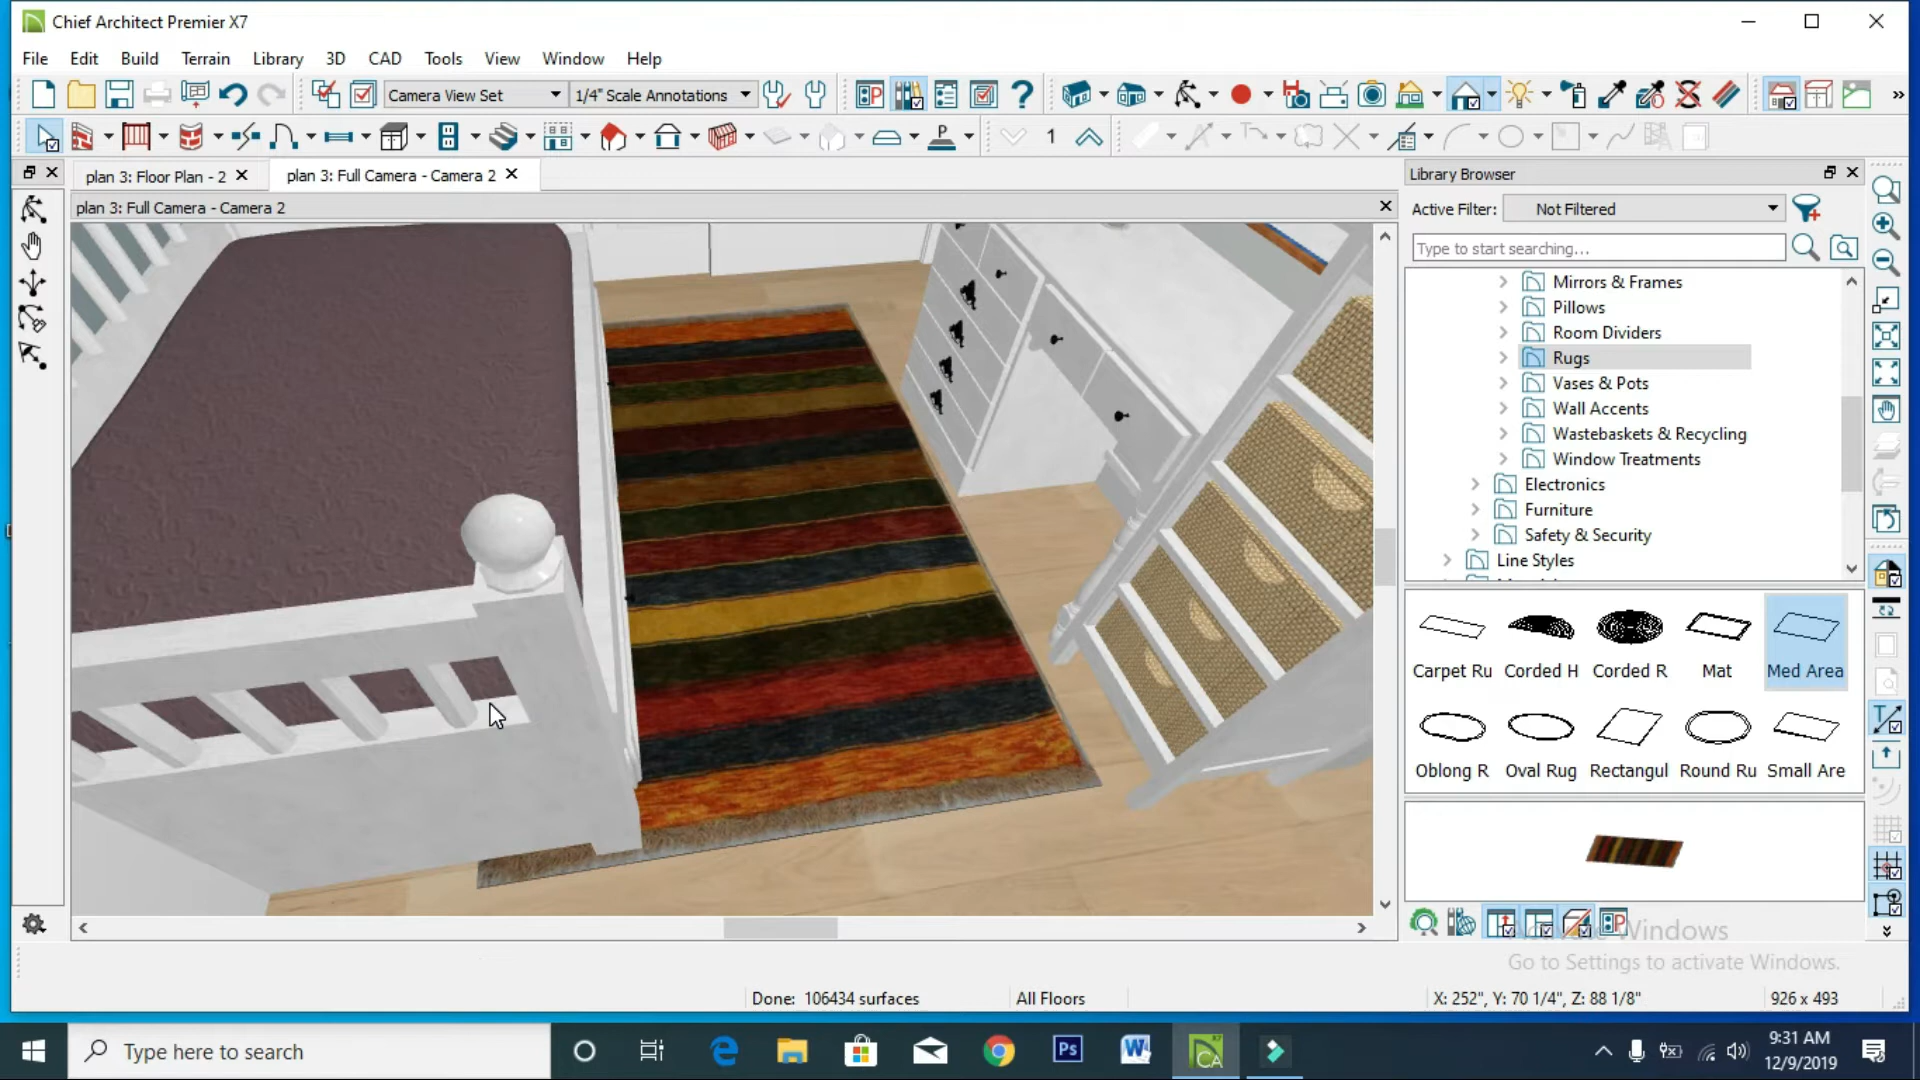 Chief Architect Premier X7
File Edit Build Terrain Library 3D CAD Tools View Window Help
Camera View Set 1/4" Scale Annotations
P 1
plan 3: Floor Plan - 2 plan 3: Full Camera - Camera 2
plan 3: Full Camera - Camera 2
Library Browser
Active Filter: Not Filtered
Type to start searching...
Mirrors & Frames
Pillows
Room Dividers
Rugs
Vases & Pots
Wall Accents
Wastebaskets & Recycling
Window Treatments
Electronics
Furniture
Safety & Security
Line Styles
Carpet Ru Corded H Corded R Mat Med Area
Oblong R Oval Rug Rectangul Round Ru Small Are
Activate Windows
Go to Settings to activate Windows.
Done: 106434 surfaces All Floors X: 252", Y: 70 1/4", Z: 88 1/8" 926 x 493
Type here to search Ps W CA 9:31 AM
12/9/2019